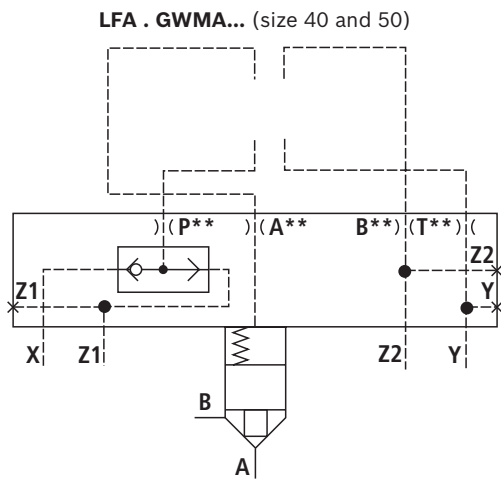 LFA . GWMA... (size 40 and 50)
P** A** B** T**
Z2
Z1 Y
X Z1 Z2 Y
B
A